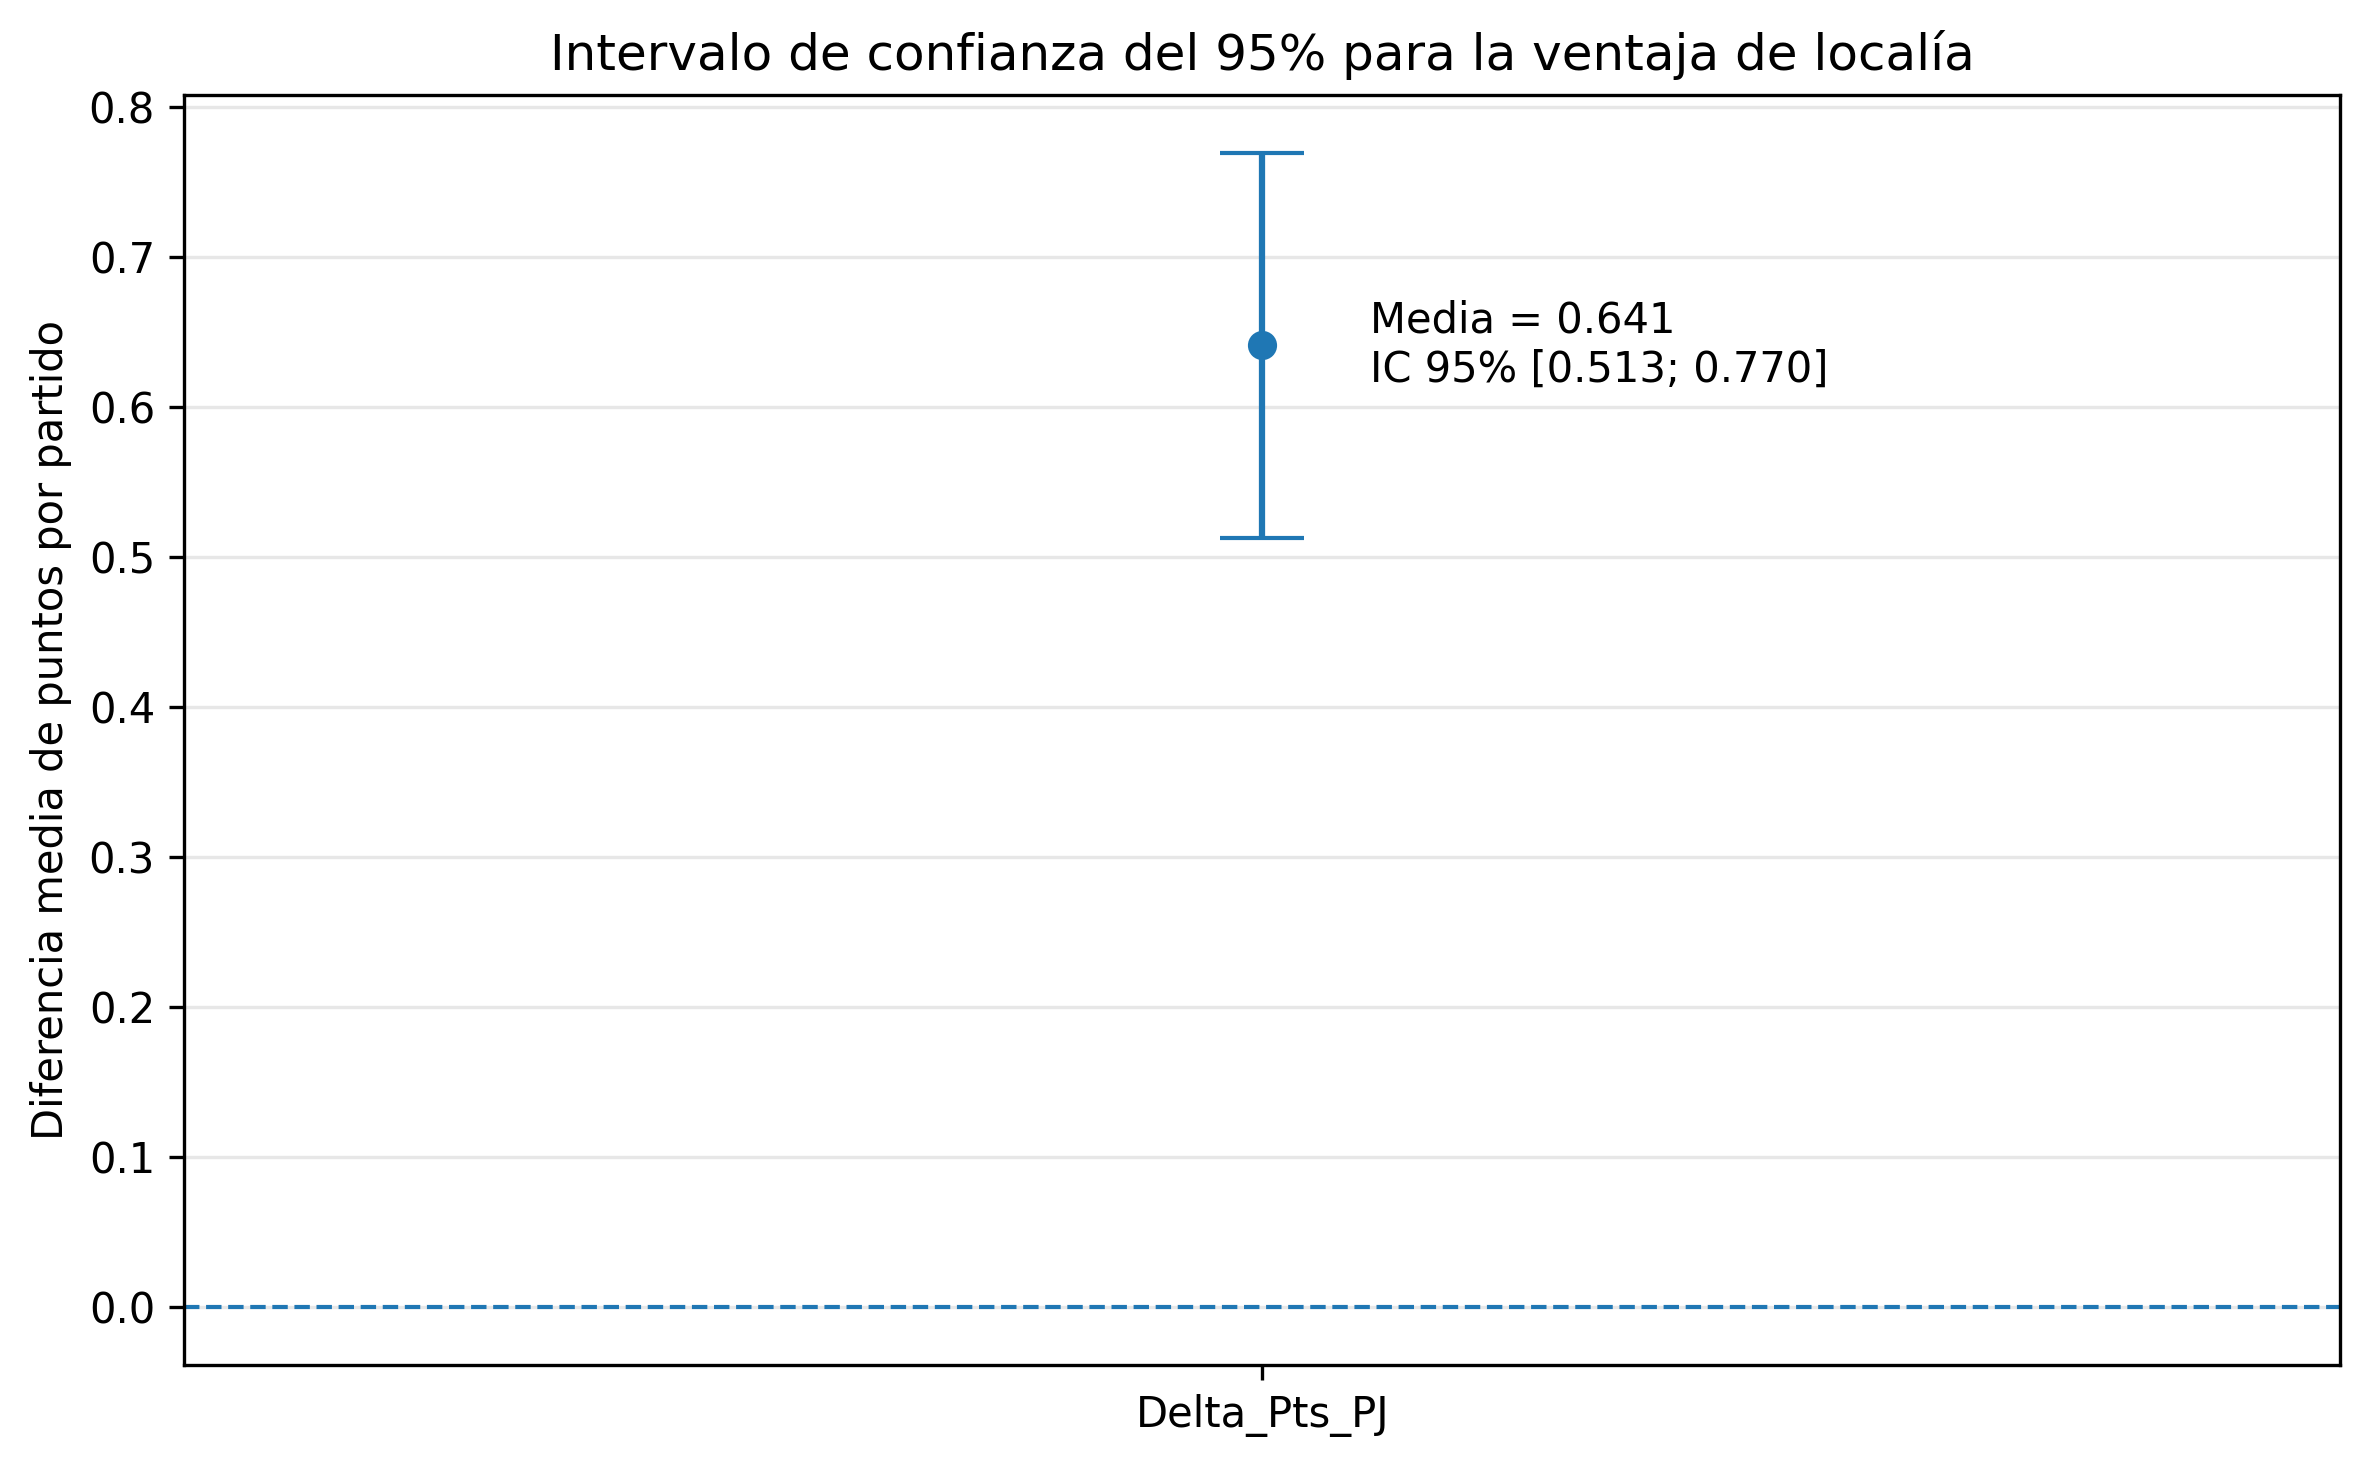 Intervalo de confianza del 95% para la ventaja de localía
Diferencia media de puntos por partido
0.8
0.7
0.6
0.5
0.4
0.3
0.2
0.1
0.0
Media = 0.641
IC 95% [0.513; 0.770]
Delta_Pts_PJ